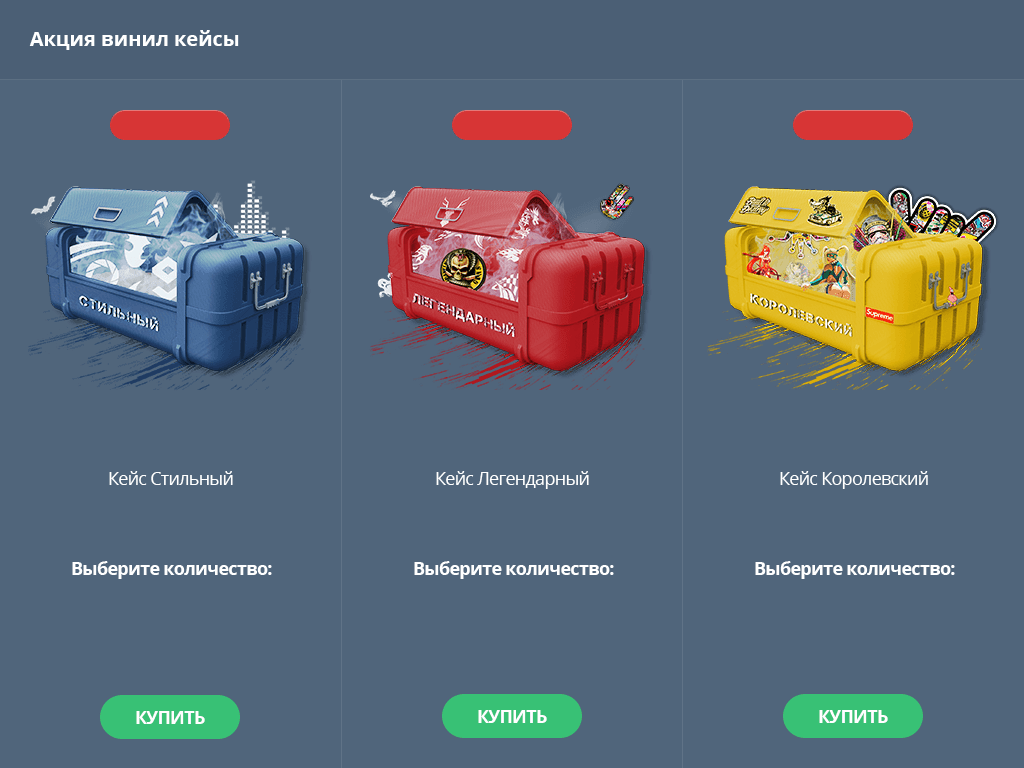 Акция винил кейсы
СТИЛЬНЫЙ
ЛЕГЕНДАРНЫЙ
КОРОЛЕВСКИЙ
Supreme
Кейс Стильный
Кейс Легендарный
Кейс Королевский
Выберите количество:
Выберите количество:
Выберите количество:
КУПИТЬ
КУПИТЬ
КУПИТЬ